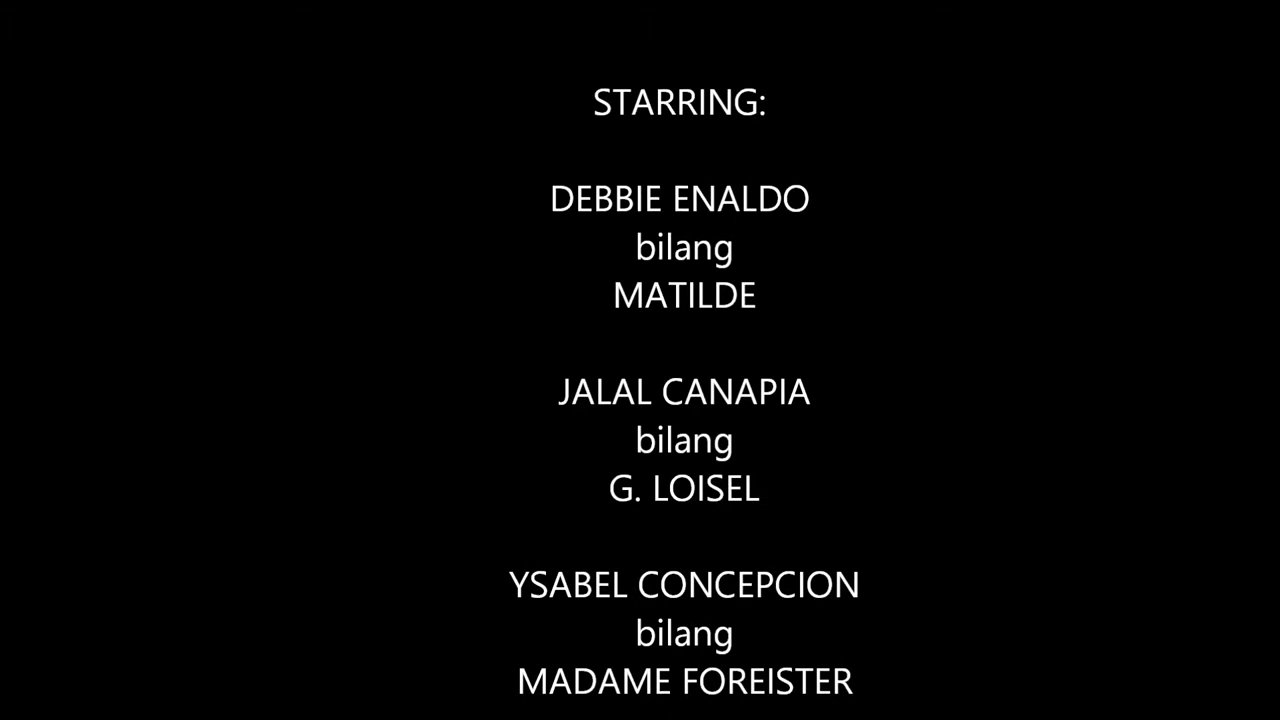 STARRING:
DEBBIE ENALDO
bilang
MATILDE
JALAL CANAPIA
bilang
G. LOISEL
YSABEL CONCEPCION
bilang
MADAME FOREISTER